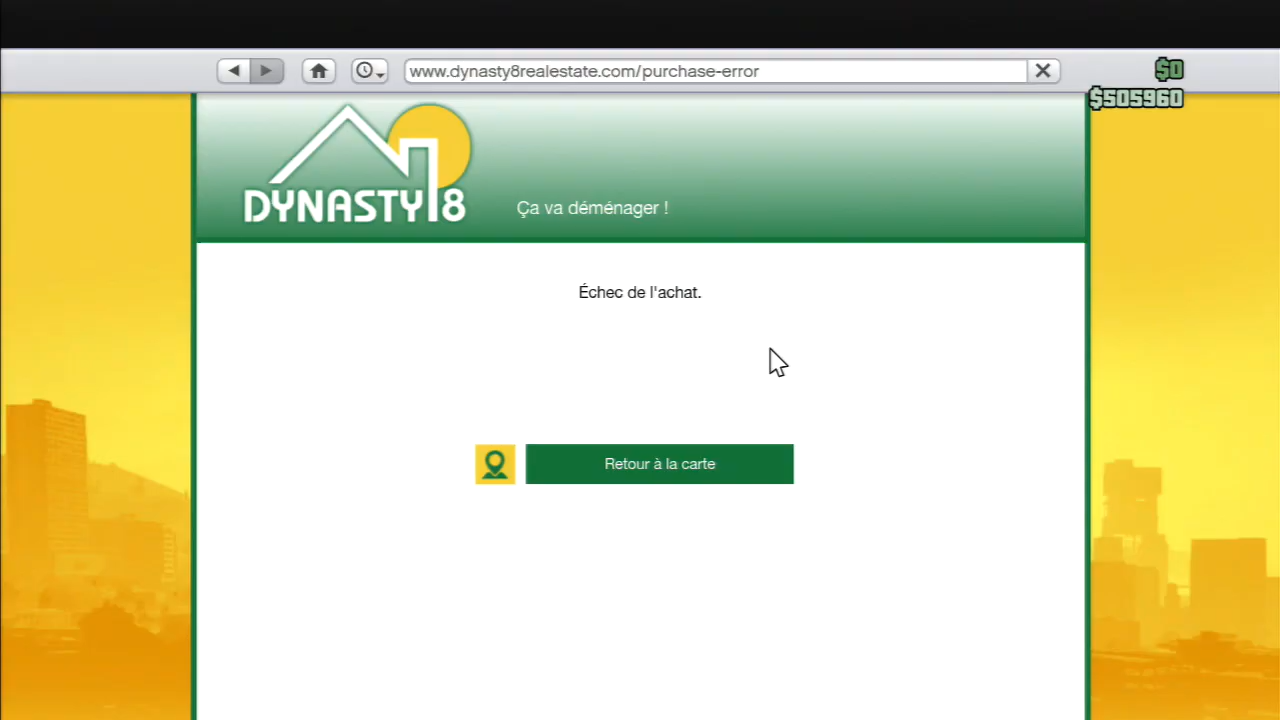 www.dynasty8realestate.com/purchase-error
$0
$505960
DYNASTY8
Ça va déménager !
Échec de l'achat.
Retour à la carte